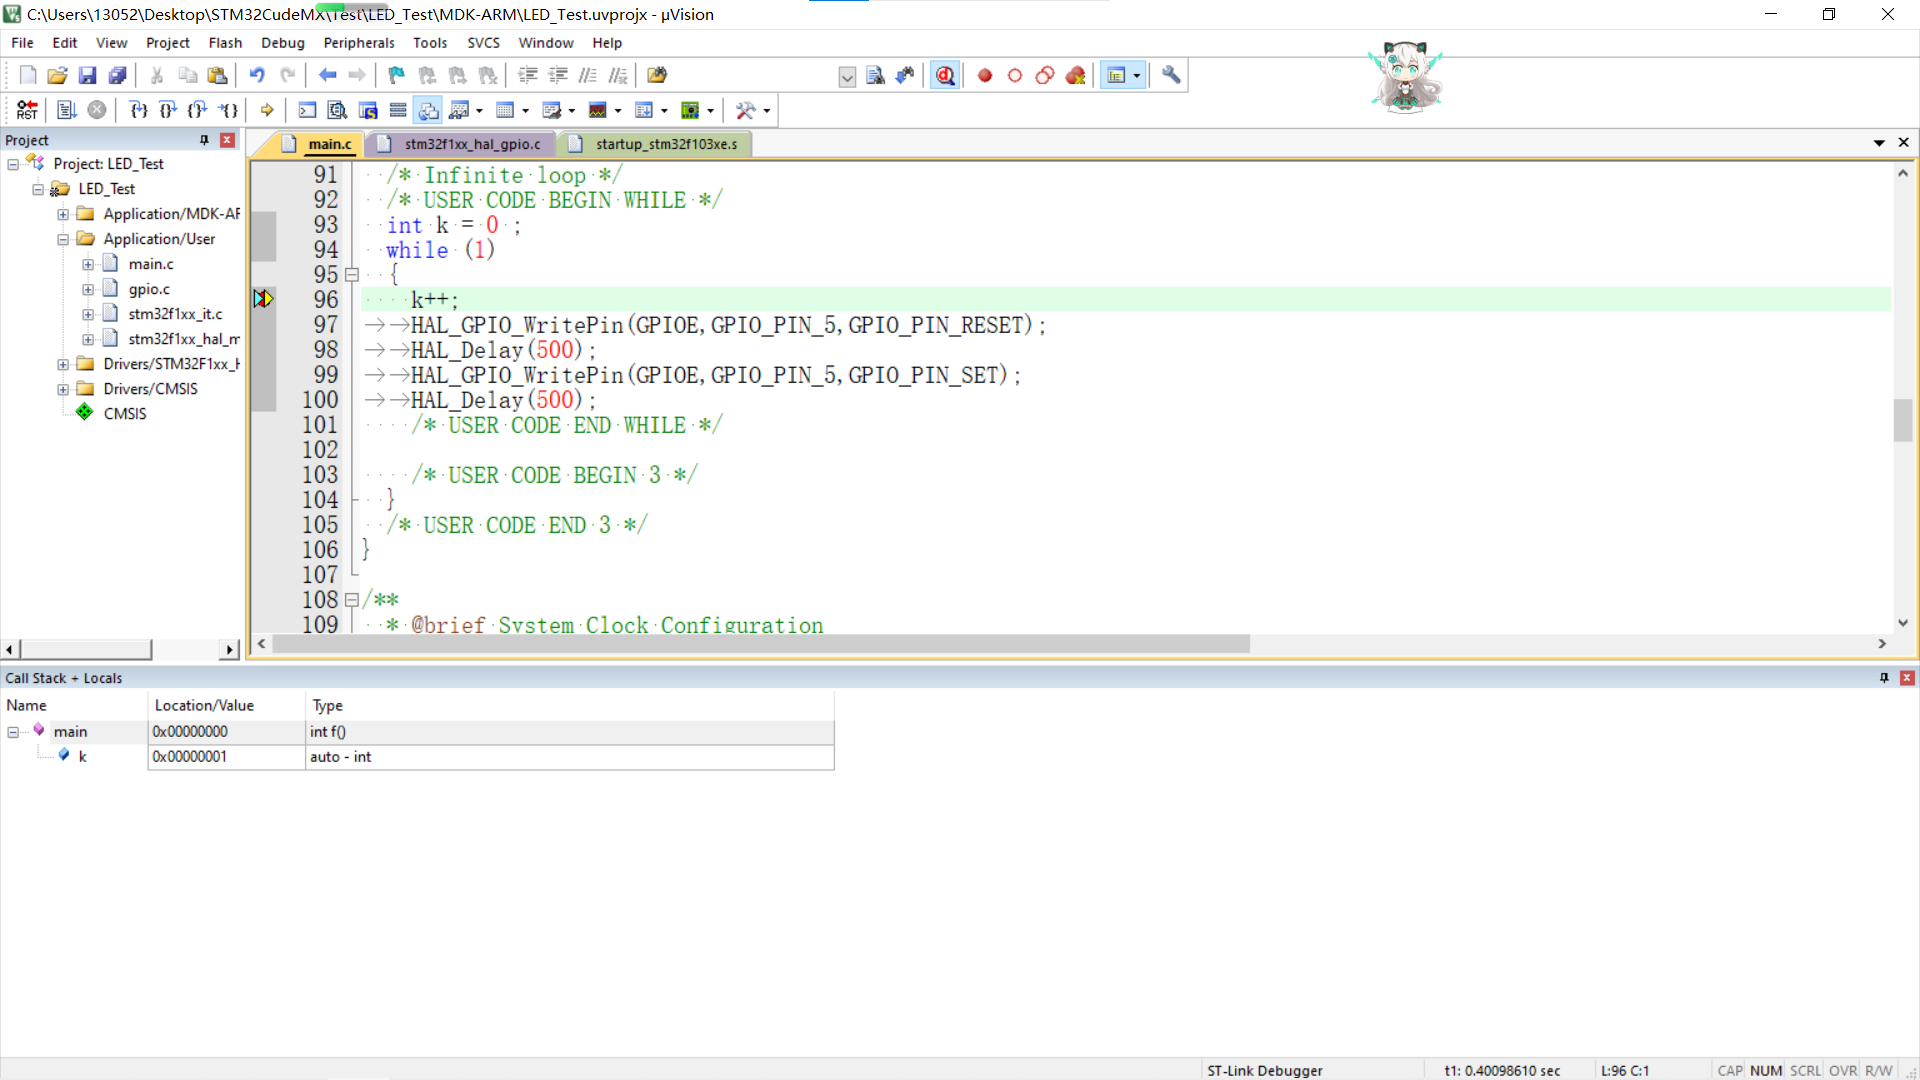 C:\Users\13052\Desktop\STM32CudeMX\Test\LED_Test\MDK-ARM\LED_Test.uvprojx - µVision
File Edit View Project Flash Debug Peripherals Tools SVCS Window Help
RST
Project
Project: LED_Test
LED_Test
Application/MDK-AF
Application/User
main.c
gpio.c
stm32f1xx_it.c
stm32f1xx_hal_m
Drivers/STM32F1xx_H
Drivers/CMSIS
CMSIS
main.c stm32f1xx_hal_gpio.c startup_stm32f103xe.s
91 /* Infinite loop */
92 /* USER CODE BEGIN WHILE */
93 int k = 0 ;
94 while (1)
95 {
96 k++;
97 HAL_GPIO_WritePin(GPIOE,GPIO_PIN_5,GPIO_PIN_RESET);
98 HAL_Delay(500);
99 HAL_GPIO_WritePin(GPIOE,GPIO_PIN_5,GPIO_PIN_SET);
100 HAL_Delay(500);
101 /* USER CODE END WHILE */
102
103 /* USER CODE BEGIN 3 */
104 }
105 /* USER CODE END 3 */
106 }
107
108 /**
109 * @brief System Clock Configuration
Call Stack + Locals
Name Location/Value Type
main 0x00000000 int f()
k 0x00000001 auto - int
ST-Link Debugger t1: 0.40098610 sec L:96 C:1 CAP NUM SCRL OVR R/W